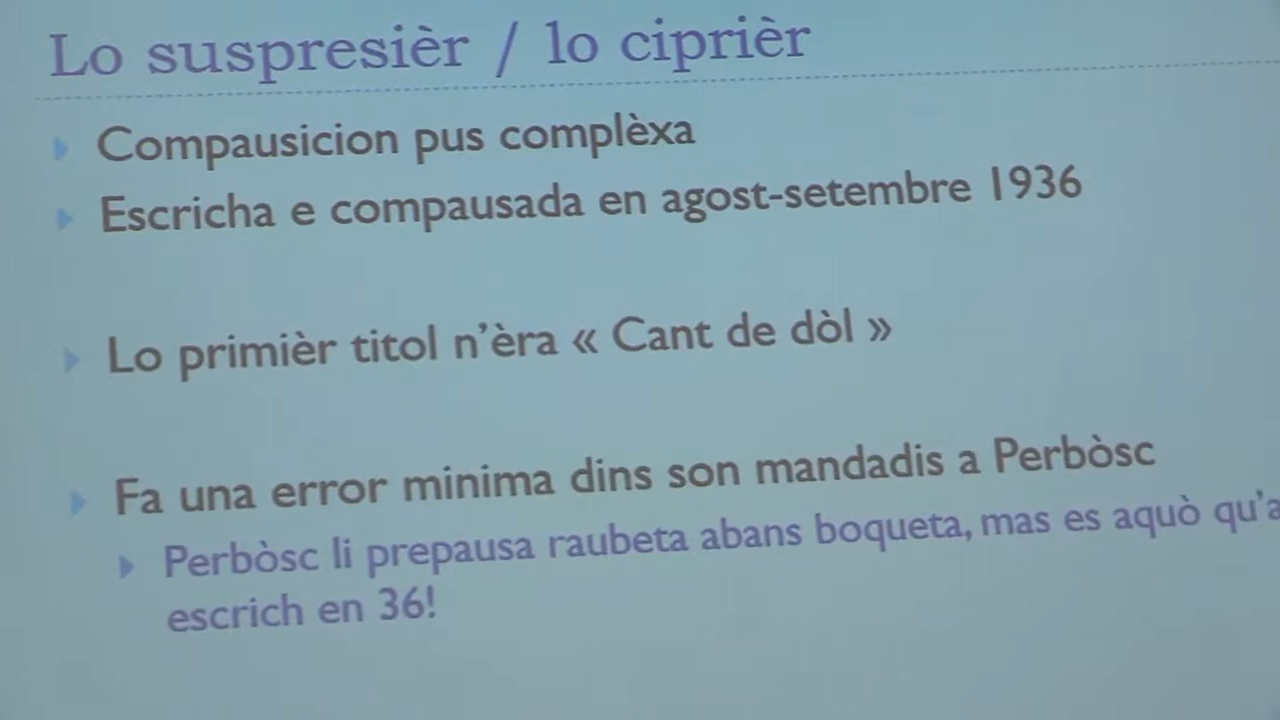 Lo suspresièr / lo ciprièr
Compausicion pus complèxa
Escricha e compausada en agost-setembre 1936
Lo primièr titol n'èra « Cant de dòl »
Fa una error minima dins son mandadis a Perbòsc
Perbòsc li prepausa raubeta abans boqueta, mas es aquò qu'a
escrich en 36!